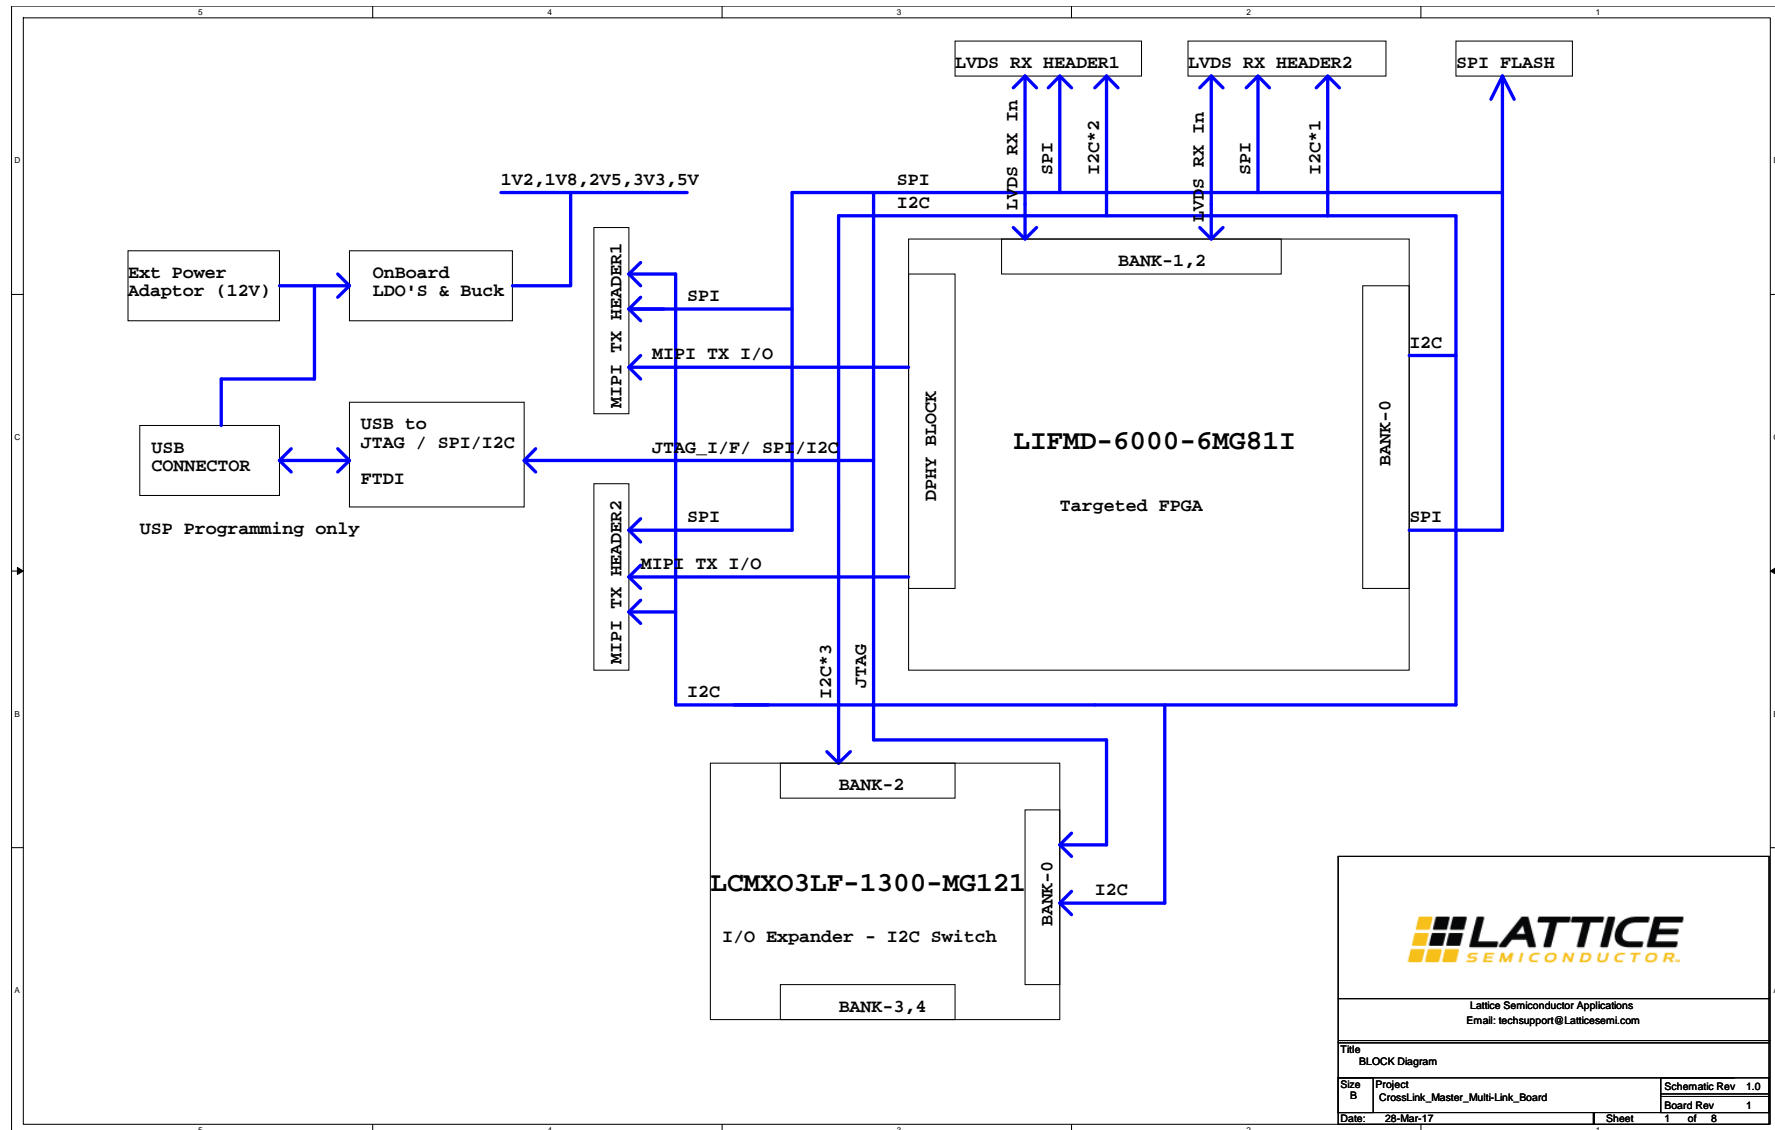 5 4 3 2 1
LVDS RX HEADER1
LVDS RX HEADER2
SPI FLASH
LVDS RX In
SPI
I2C*2
LVDS RX In
SPI
I2C*1
D
1V2,1V8,2V5,3V3,5V
SPI
I2C
Ext Power
Adaptor (12V)
OnBoard
LDO'S & Buck
MIPI TX HEADER1
SPI
MIPI TX I/O
BANK-1,2
I2C
C
USB
CONNECTOR
USB to
JTAG / SPI/I2C
FTDI
JTAG_I/F/ SPI/I2C
DPHY BLOCK
LIFMD-6000-6MG81I
Targeted FPGA
BANK-0
USP Programming only
MIPI TX HEADER2
SPI
MIPI TX I/O
SPI
I2C*3
JTAG
I2C
B
BANK-2
LCMXO3LF-1300-MG121
I/O Expander - I2C Switch
BANK-0
I2C
BANK-3,4
A
LATTICE
SEMICONDUCTOR.
Lattice Semiconductor Applications
Email: techsupport@Latticesemi.com
Title
BLOCK Diagram
Size
B
Project
CrossLink_Master_Multi-Link_Board
Schematic Rev 1.0
Board Rev 1
Date: 28-Mar-17
Sheet 1 of 8
5 4 3 2 1